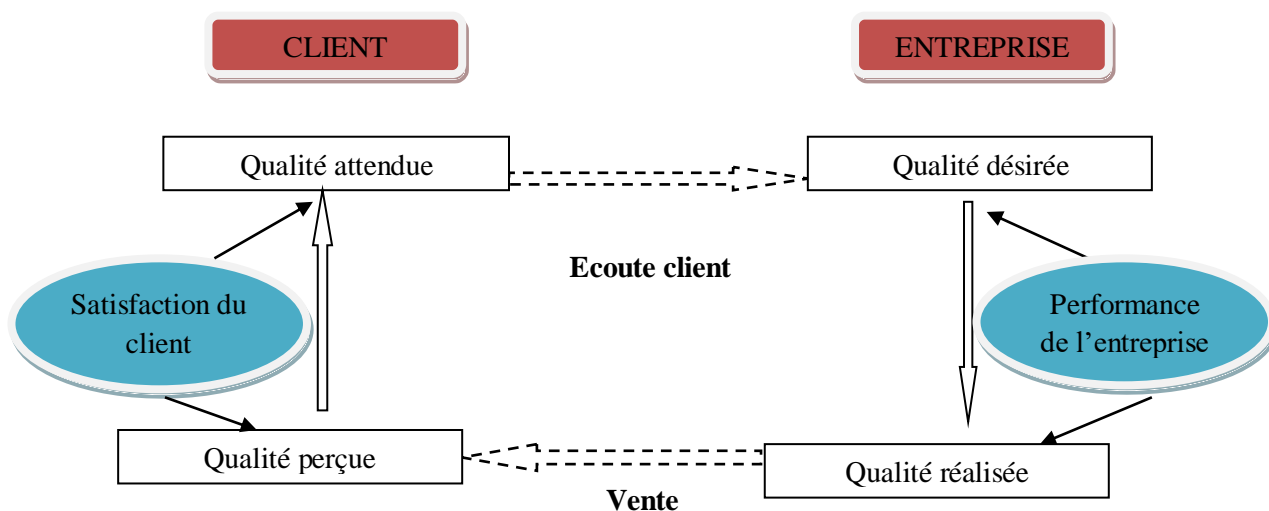 CLIENT
ENTREPRISE
Qualité attendue
Qualité désirée
Ecoute client
Satisfaction du
client
Performance
de l’entreprise
Qualité perçue
Qualité réalisée
Vente